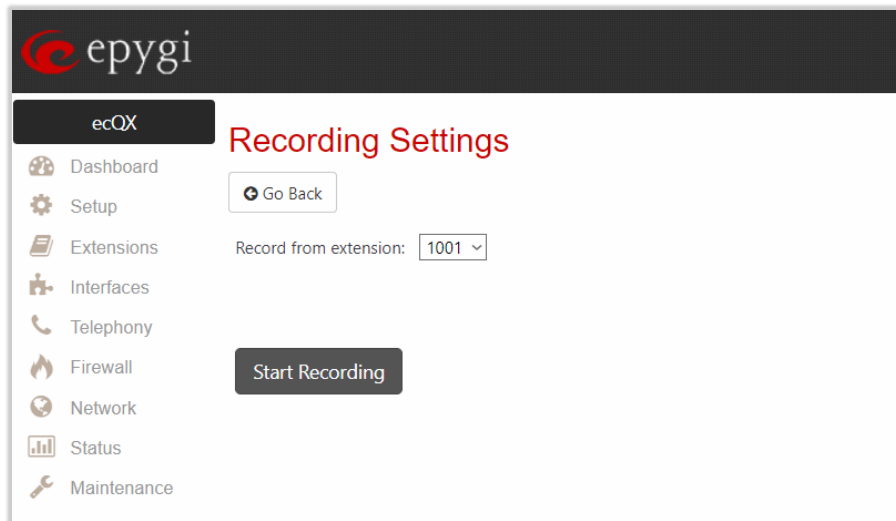 epygi
ecQX
Dashboard
Setup
Extensions
Interfaces
Telephony
Firewall
Network
Status
Maintenance
Recording Settings
Go Back
Record from extension: 1001
Start Recording